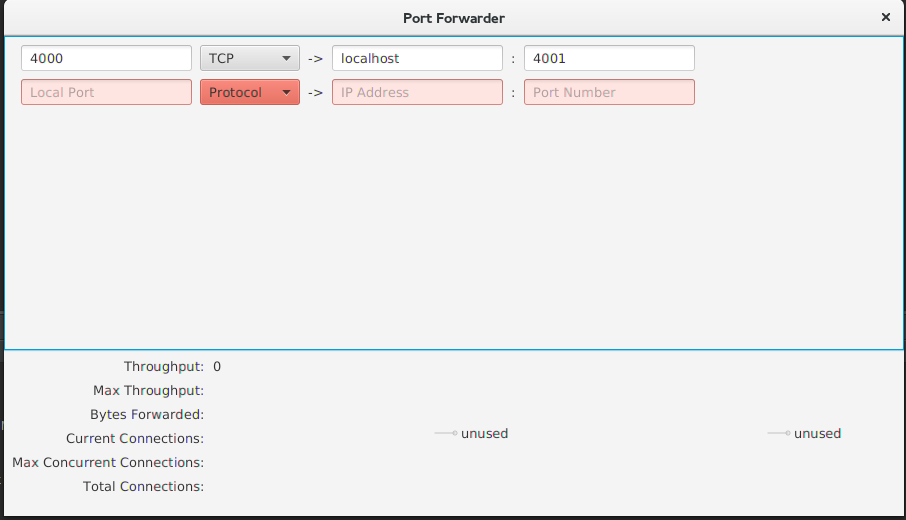 Port Forwarder ×
4000 TCP -> localhost : 4001
Local Port Protocol -> IP Address : Port Number
Throughput: 0
Max Throughput:
Bytes Forwarded:
unused unused
Current Connections:
Max Concurrent Connections:
Total Connections: